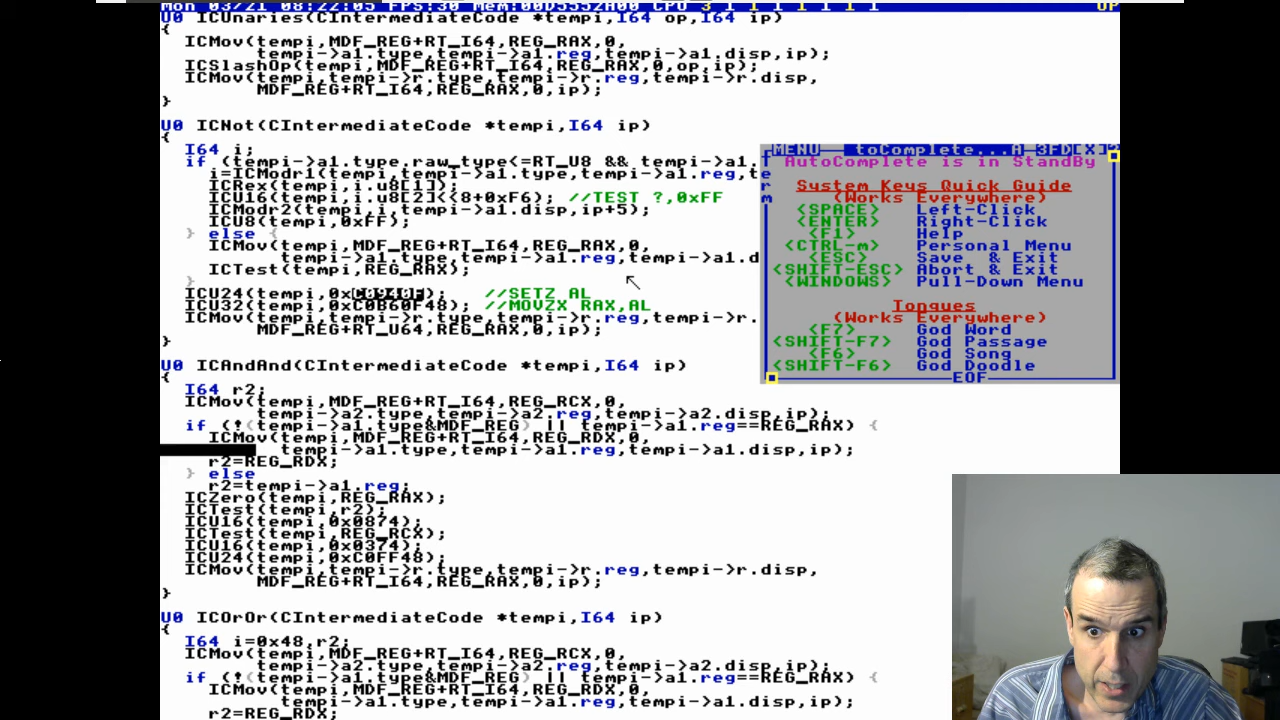 Mon 03/21 08:22:05 FPS:30 Mem:00D5552A00 CPU 3 1 1 1 1 1 1 1 OP
U0 ICUnaries(CIntermediateCode *tempi,I64 op,I64 ip)
{
ICMov(tempi,MDF_REG+RT_I64,REG_RAX,0,
tempi->a1.type,tempi->a1.reg,tempi->a1.disp,ip);
ICSlashOp(tempi,MDF_REG+RT_I64,REG_RAX,0,op,ip);
ICMov(tempi,tempi->r.type,tempi->r.reg,tempi->r.disp,
MDF_REG+RT_I64,REG_RAX,0,ip);
}
U0 ICNot(CIntermediateCode *tempi,I64 ip)
{
I64 i;
if (tempi->a1.type.raw_type<=RT_U8 && tempi->a1.
i=ICModr1(tempi,tempi->a1.type,tempi->a1.reg,te
ICRex(tempi,i.u8[1]);
ICU16(tempi,i.u8[2]<<8+0xF6); //TEST ?,0xFF
ICModr2(tempi,i,tempi->a1.disp,ip+5);
ICU8(tempi,0xFF);
} else {
ICMov(tempi,MDF_REG+RT_I64,REG_RAX,0,
tempi->a1.type,tempi->a1.reg,tempi->a1.d
ICTest(tempi,REG_RAX);
}
ICU24(tempi,0xC0940F); //SETZ AL
ICU32(tempi,0xC0B60F48); //MOVZX RAX,AL
ICMov(tempi,tempi->r.type,tempi->r.reg,tempi->r.
MDF_REG+RT_U64,REG_RAX,0,ip);
}
U0 ICAndAnd(CIntermediateCode *tempi,I64 ip)
{
I64 r2;
ICMov(tempi,MDF_REG+RT_I64,REG_RCX,0,
tempi->a2.type,tempi->a2.reg,tempi->a2.disp,ip);
if (!(tempi->a1.type&MDF_REG) || tempi->a1.reg==REG_RAX) {
ICMov(tempi,MDF_REG+RT_I64,REG_RDX,0,
tempi->a1.type,tempi->a1.reg,tempi->a1.disp,ip);
r2=REG_RDX;
} else
r2=tempi->a1.reg;
ICZero(tempi,REG_RAX);
ICTest(tempi,r2);
ICU16(tempi,0x0874);
ICTest(tempi,REG_RCX);
ICU16(tempi,0x0374);
ICU24(tempi,0xC0FF48);
ICMov(tempi,tempi->r.type,tempi->r.reg,tempi->r.disp,
MDF_REG+RT_I64,REG_RAX,0,ip);
}
U0 ICOrOr(CIntermediateCode *tempi,I64 ip)
{
I64 i=0x48,r2;
ICMov(tempi,MDF_REG+RT_I64,REG_RCX,0,
tempi->a2.type,tempi->a2.reg,tempi->a2.disp,ip);
if (!(tempi->a1.type&MDF_REG) || tempi->a1.reg==REG_RAX) {
ICMov(tempi,MDF_REG+RT_I64,REG_RDX,0,
tempi->a1.type,tempi->a1.reg,tempi->a1.disp,ip);
r2=REG_RDX;
MENU toComplete...A 3FD[X]?
AutoComplete is in StandBy
System Keys Quick Guide
(Works Everywhere)
<SPACE> Left-Click
<ENTER> Right-Click
<F1> Help
<CTRL-m> Personal Menu
<ESC> Save & Exit
<SHIFT-ESC> Abort & Exit
<WINDOWS> Pull-Down Menu
Tongues
(Works Everywhere)
<F7> God Word
<SHIFT-F7> God Passage
<F6> God Song
<SHIFT-F6> God Doodle
EOF